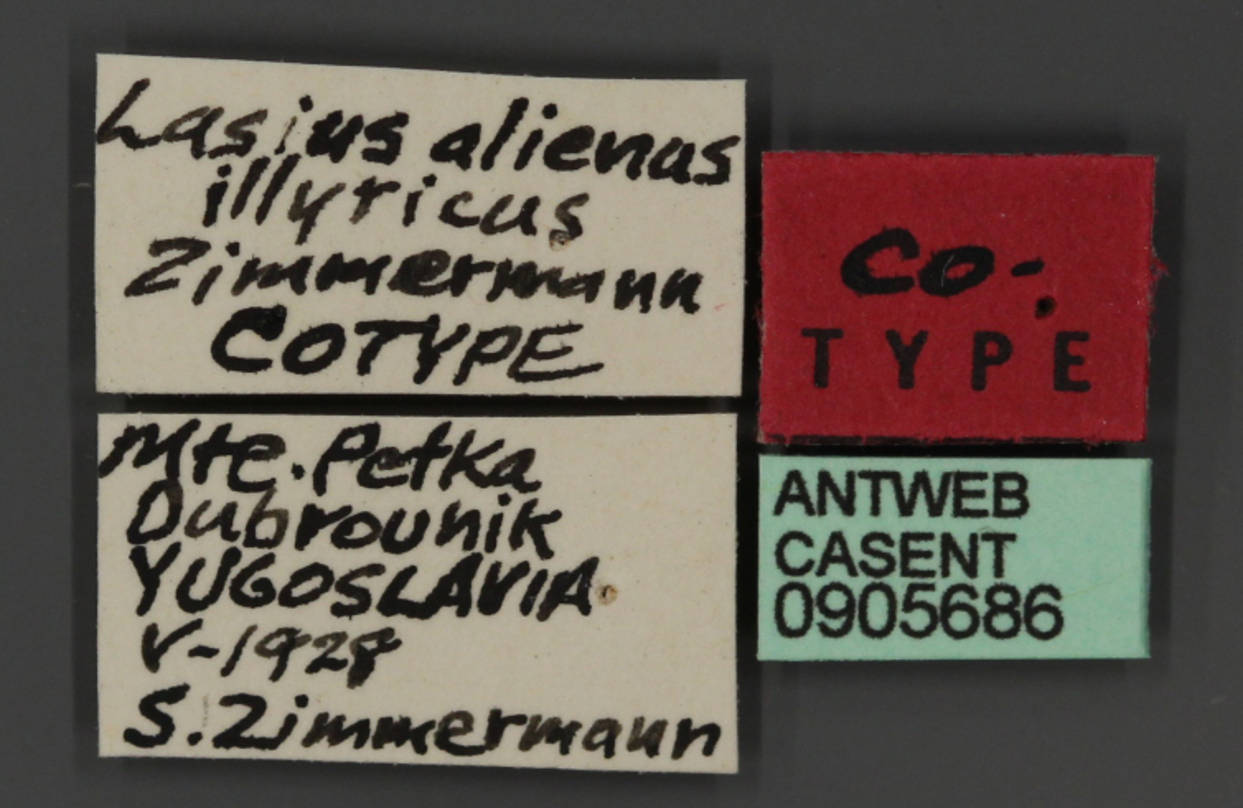 Lasius alienus
illyricus
Zimmermann
COTYPE
Mte. Petka
Dubrovnik
YUGOSLAVIA
V-1928
S. Zimmermann
Co-
TYPE
ANTWEB
CASENT
0905686